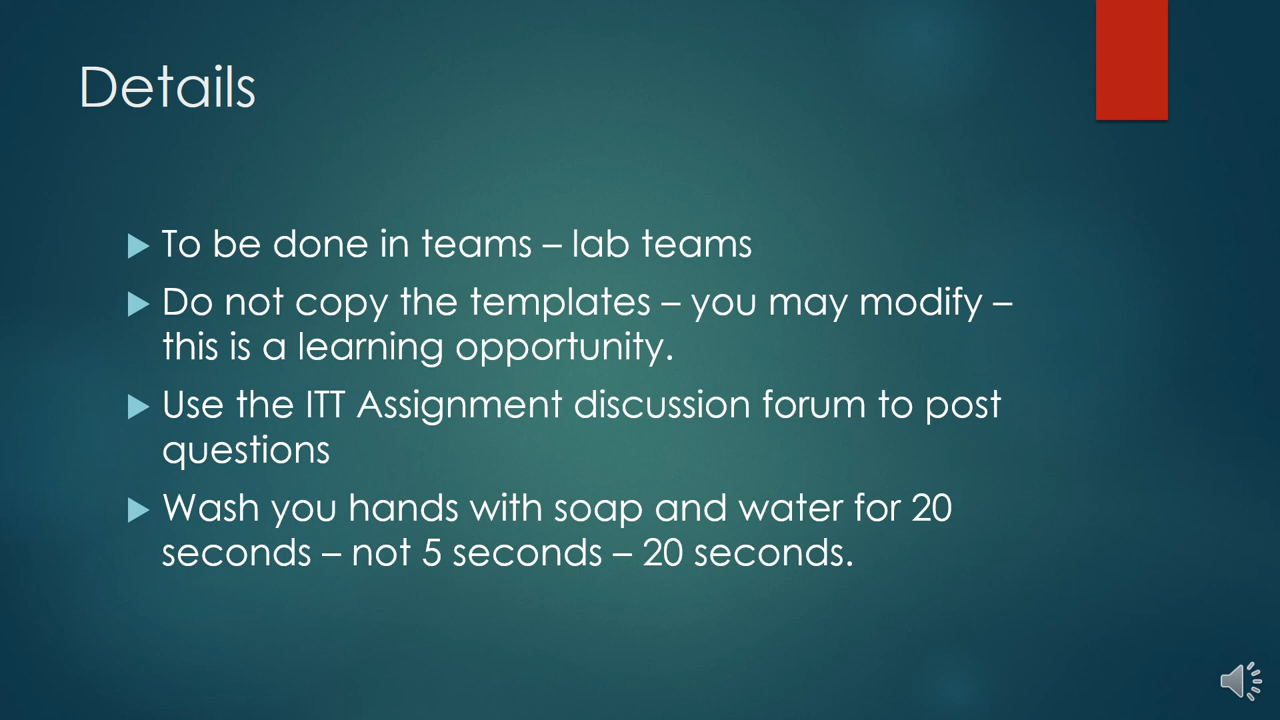 Details
To be done in teams – lab teams
Do not copy the templates – you may modify –
this is a learning opportunity.
Use the ITT Assignment discussion forum to post
questions
Wash you hands with soap and water for 20
seconds – not 5 seconds – 20 seconds.